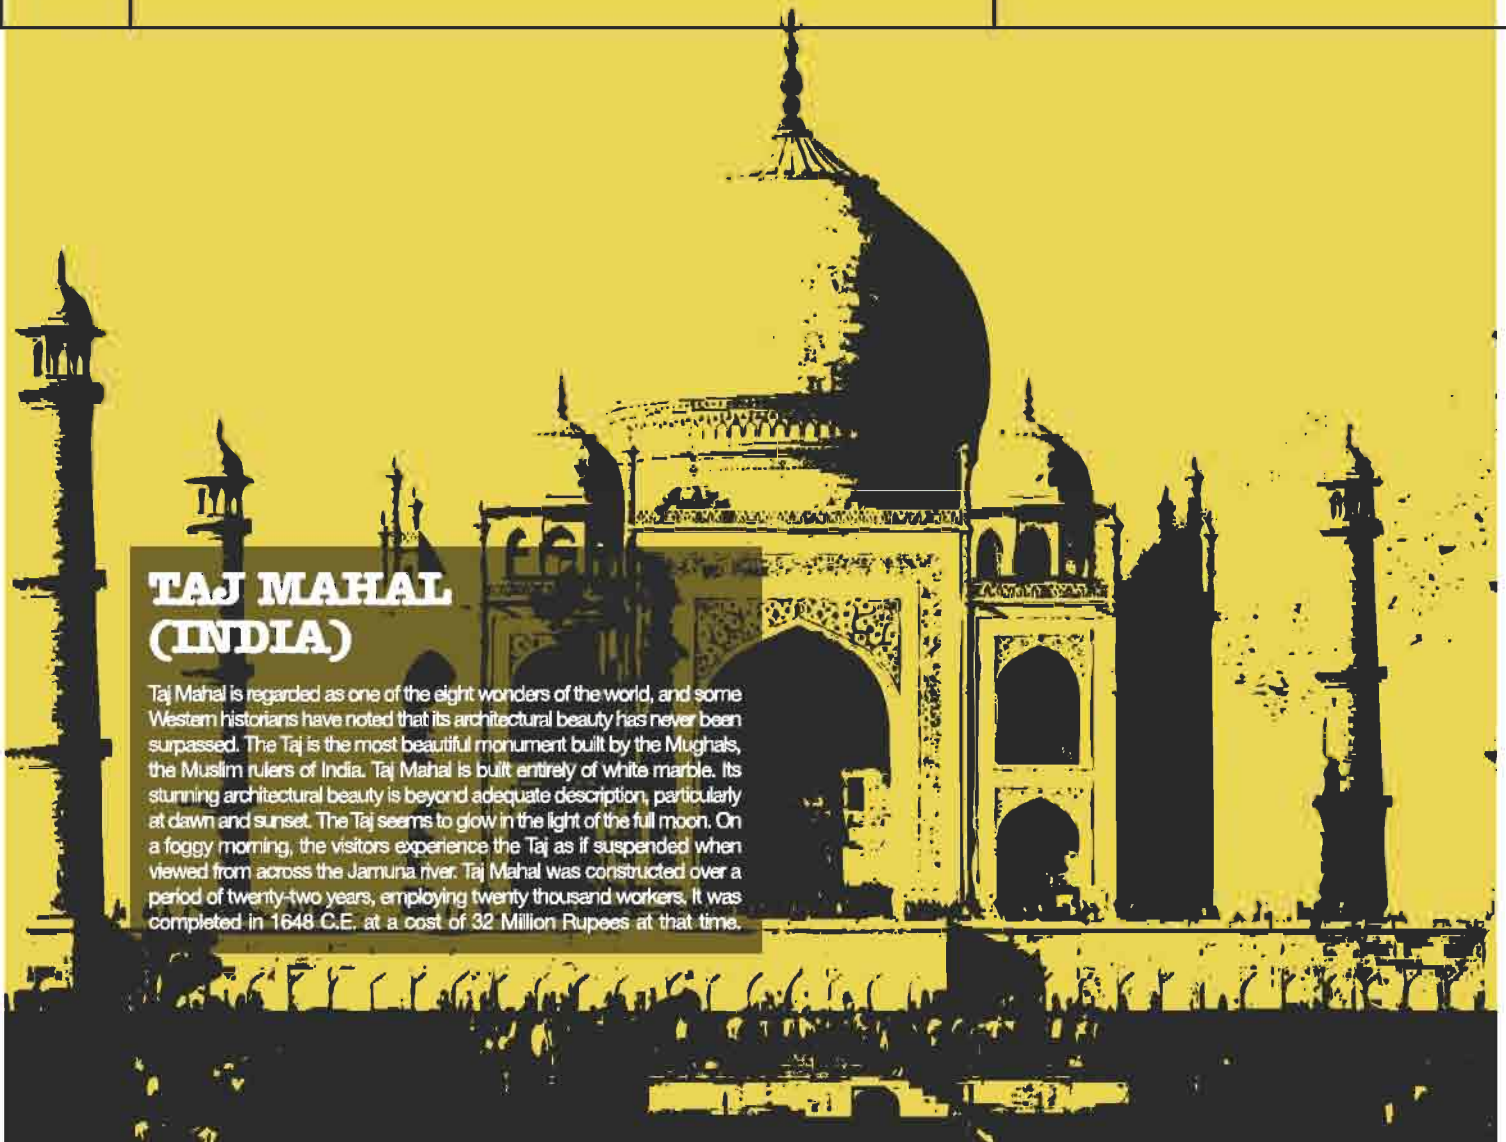 TAJ MAHAL
(INDIA)
Taj Mahal is regarded as one of the eight wonders of the world, and some
Western historians have noted that its architectural beauty has never been
surpassed. The Taj is the most beautiful monument built by the Mughals,
the Muslim rulers of India. Taj Mahal is built entirely of white marble. Its
stunning architectural beauty is beyond adequate description, particularly
at dawn and sunset. The Taj seems to glow in the light of the full moon. On
a foggy morning, the visitors experience the Taj as if suspended when
viewed from across the Jamuna river. Taj Mahal was constructed over a
period of twenty-two years, employing twenty thousand workers. It was
completed in 1648 C.E. at a cost of 32 Million Rupees at that time.